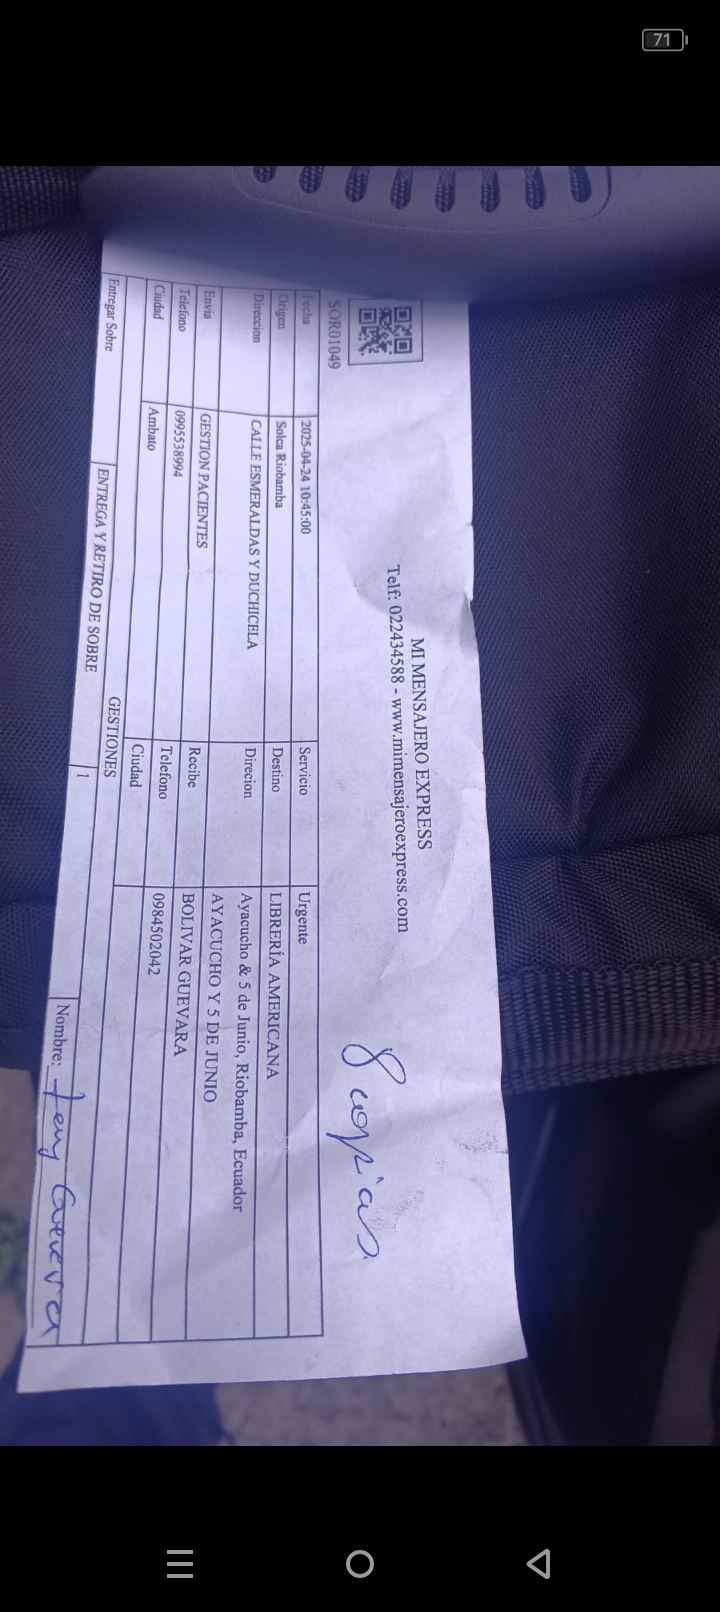 71
MI MENSAJERO EXPRESS
Telf: 022434588 - www.mimensajeroexpress.com
8 copias
SOR01049
Fecha 2025-04-24 10:45:00 Servicio Urgente
Origen Solca Riobamba Destino LIBRERÍA AMERICANA
Direccion CALLE ESMERALDAS Y DUCHICELA Direcion Ayacucho & 5 de Junio, Riobamba, Ecuador
AYACUCHO Y 5 DE JUNIO
Envia GESTION PACIENTES Recibe BOLIVAR GUEVARA
Telefono 0995538994 Telefono 0984502042
Ciudad Ambato Ciudad
GESTIONES
Entregar Sobre ENTREGA Y RETIRO DE SOBRE 1
Nombre: Guevara